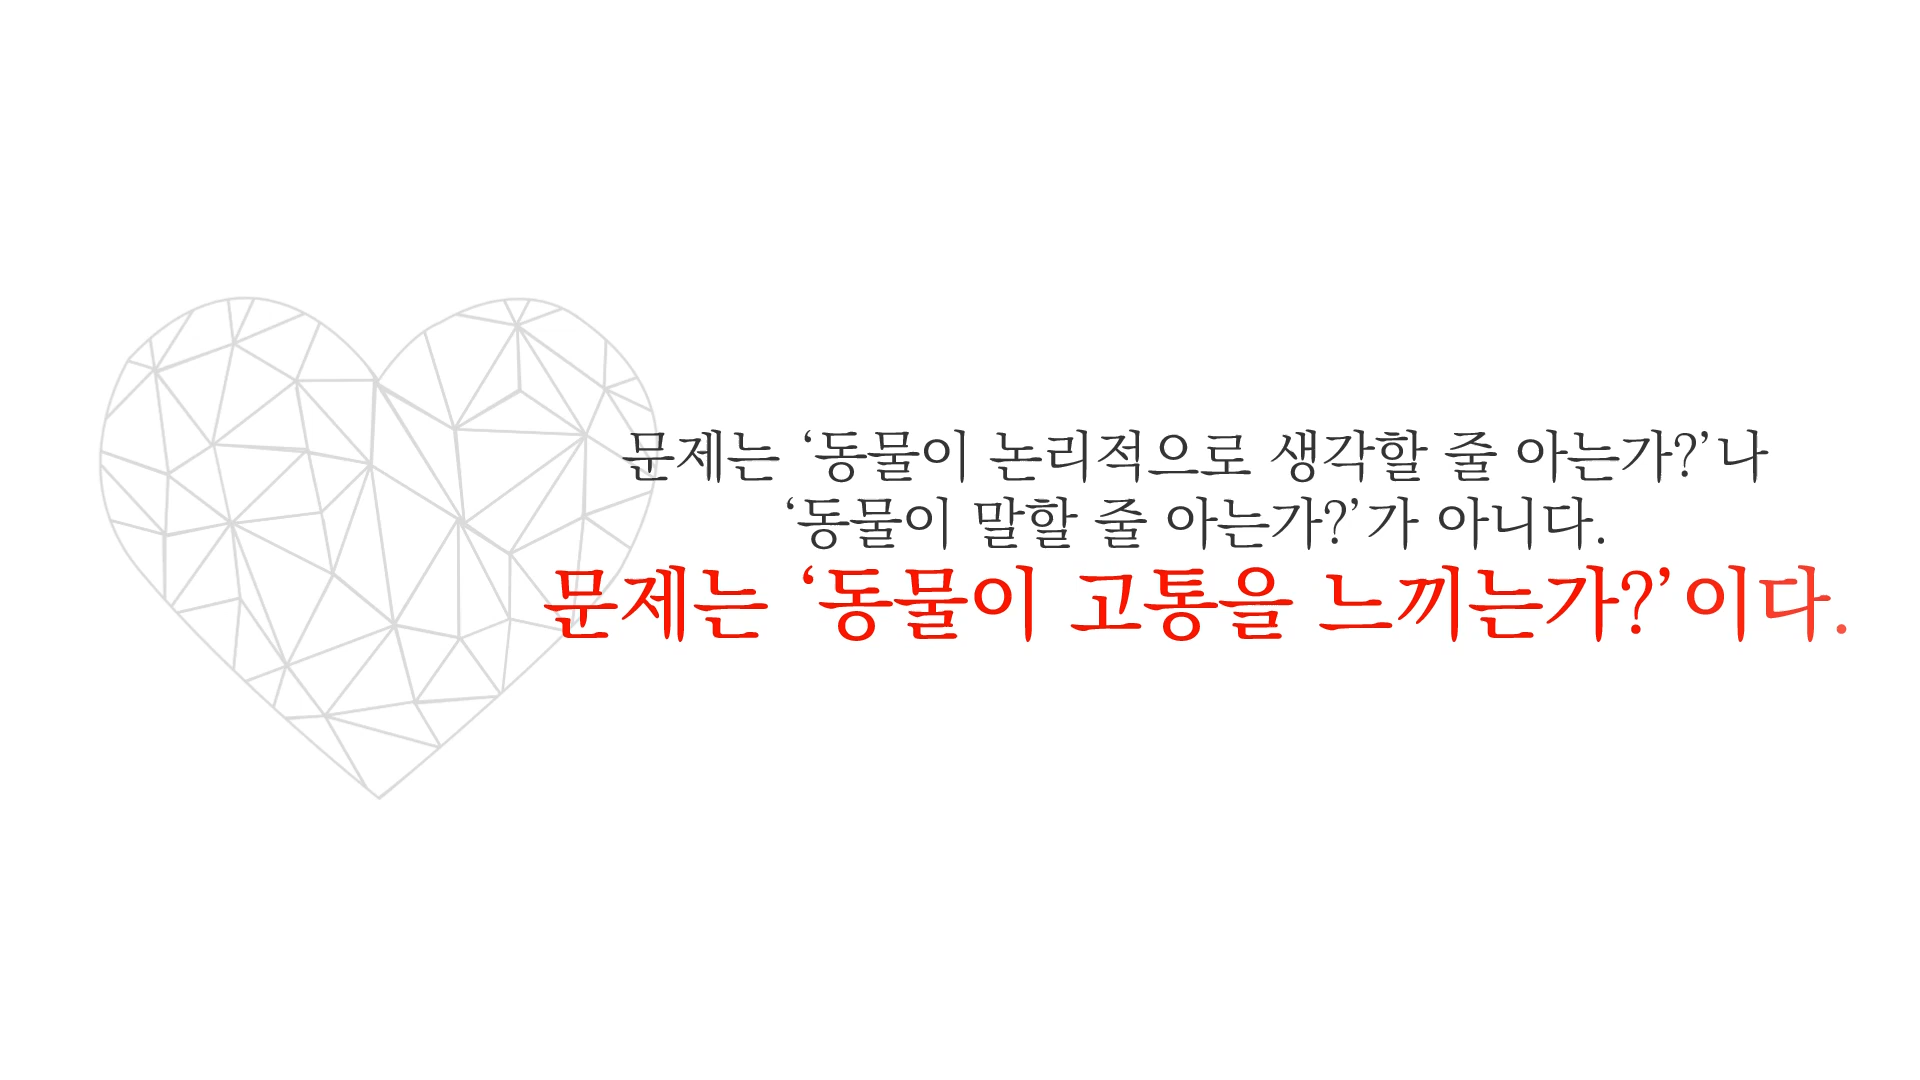 문제는 ‘동물이 논리적으로 생각할 줄 아는가?’나
‘동물이 말할 줄 아는가?’가 아니다.
문제는 ‘동물이 고통을 느끼는가?’이다.